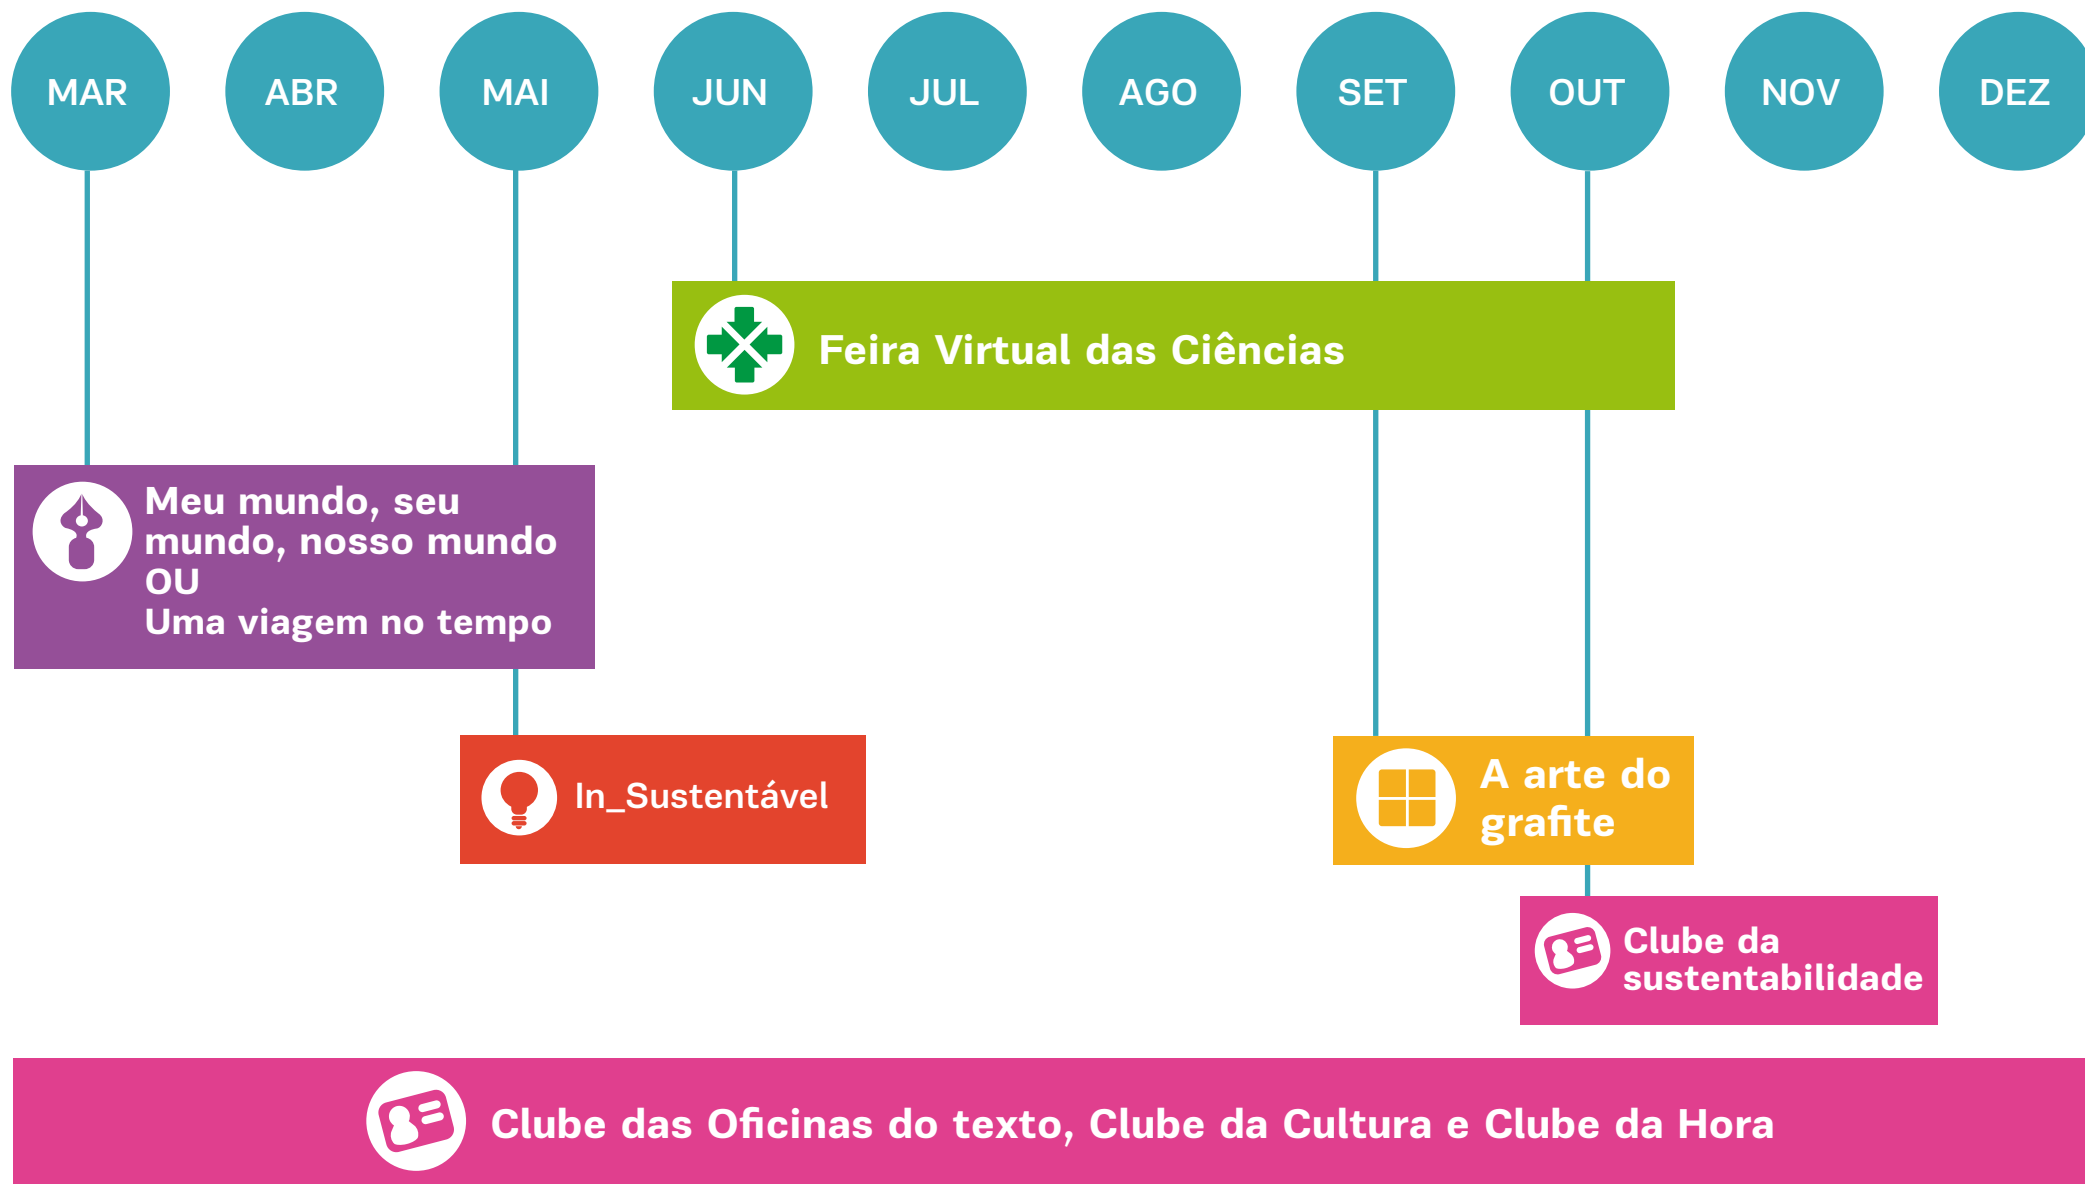 MAR
ABR
MAI
JUN
JUL
AGO
SET
OUT
NOV
DEZ
Feira Virtual das Ciências
Meu mundo, seu
mundo, nosso mundo
OU
Uma viagem no tempo
In_Sustentável
A arte do
grafite
Clube da
sustentabilidade
Clube das Oficinas do texto, Clube da Cultura e Clube da Hora